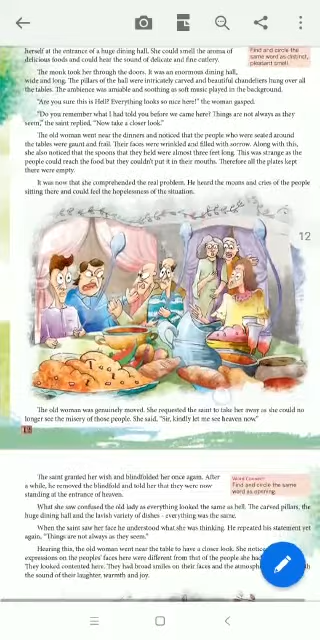 herself at the entrance of a huge dining hall. She could smell the aroma of
delicious foods and could hear the sound of delicate and fine cutlery.
Find and circle the
same word as distinct,
pleasant smell.
The monk took her through the doors. It was an enormous dining hall,
wide and long. The pillars of the hall were intricately carved and beautiful chandeliers hung over all
the tables. The ambience was amiable and soothing as soft music played in the background.
"Are you sure this is Hell? Everything looks so nice here!" the woman gasped.
"Do you remember what I had told you before we came here? Things are not always as they
seem," the saint replied, "Now take a closer look."
The old woman went near the dinners and noticed that the people who were seated around
the tables were gaunt and frail. Their faces were wrinkled and filled with sorrow. Along with this,
she also noticed that the spoons that they held were almost three feet long. This was strange as the
people could reach the food but they couldn't put it in their mouths. Therefore all the plates kept
there were empty.
It was now that she comprehended the real problem. He heard the moans and cries of the people
sitting there and could feel the hopelessness of the situation.
12
The old woman was genuinely moved. She requested the saint to take her away as she could no
longer see the misery of those people. She said, "Sir, kindly let me see heaven now."
The saint granted her wish and blindfolded her once again. After
a while, he removed the blindfold and told her that they were now
standing at the entrance of heaven.
Word Connect
Find and circle the same
word as opening.
What she saw confused the old lady as everything looked the same as hell. The carved pillars, the
huge dining hall and the lavish variety of dishes - everything was the same.
When the saint saw her face he understood what she was thinking. He repeated his statement yet
again, "Things are not always as they seem."
Hearing this, the old woman went near the table to have a closer look. She notic
expressions on the peoples' faces here were different from that of the people she ha
They looked contented here. They had broad smiles on their faces and the atmosph
the sound of their laughter, warmth and joy.